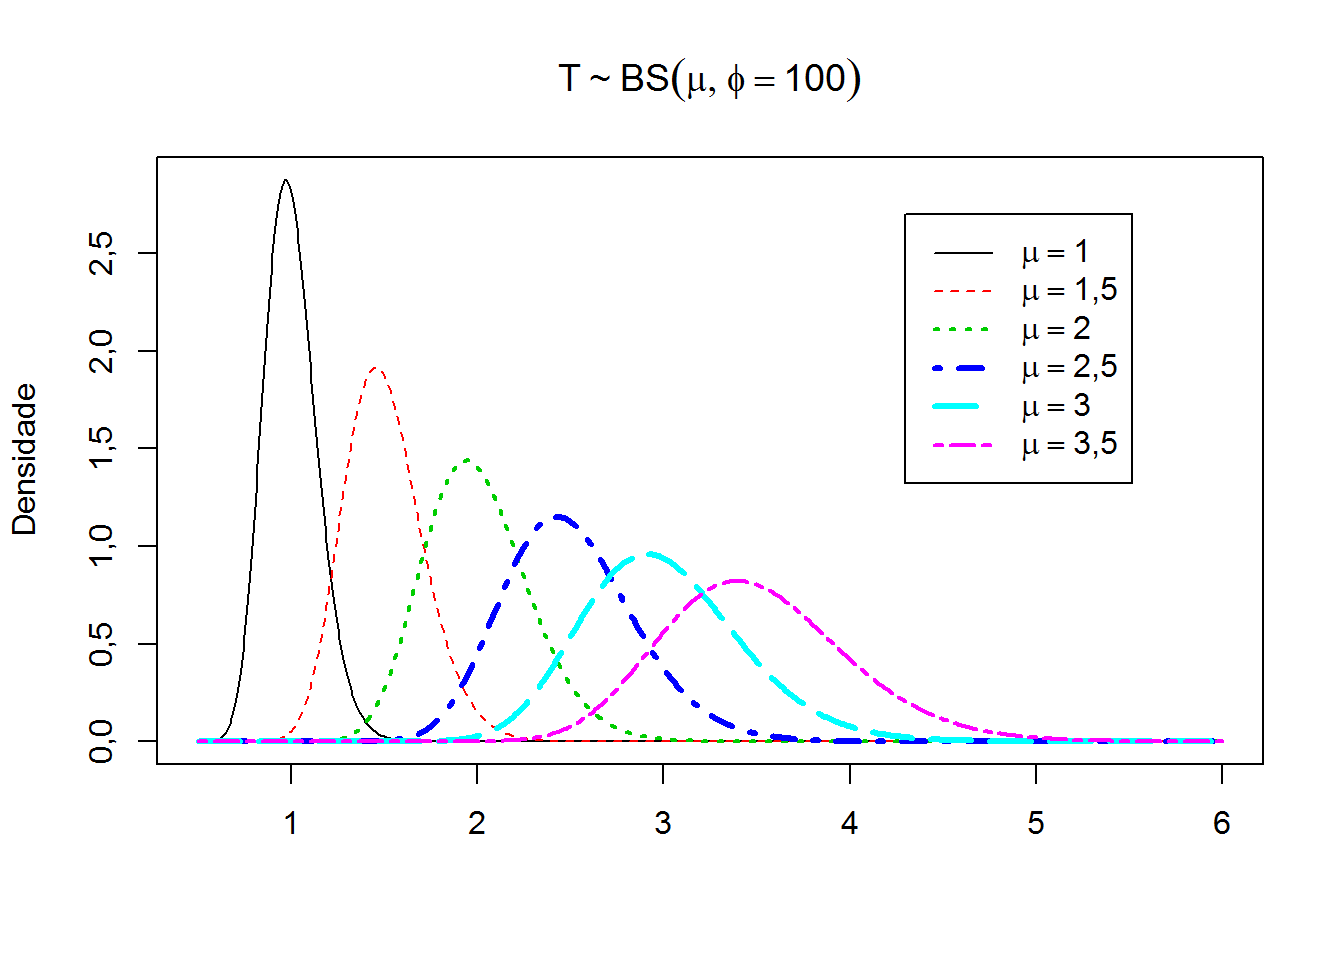 T ~ BS(μ, ϕ = 100)
Densidade
2,5
2,0
1,5
1,0
0,5
0,0
μ = 1
μ = 1,5
μ = 2
μ = 2,5
μ = 3
μ = 3,5
1 2 3 4 5 6